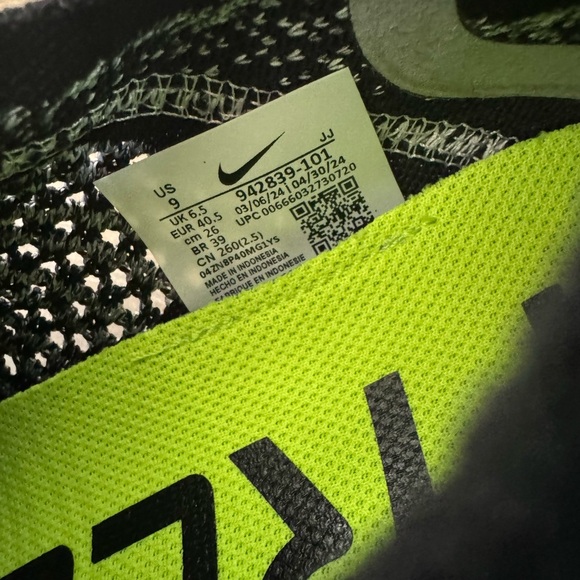 JJ
US
9
942839-101
UK 6.5
03/06/24 | 04/30/24
EUR 40.5
UPC 00666032730720
cm 26
BR 39
CN 260(2.5)
04ZNBP40MG1YS
MADE IN INDONESIA
HECHO EN INDONESIA
FABRIQUE EN INDONESIE